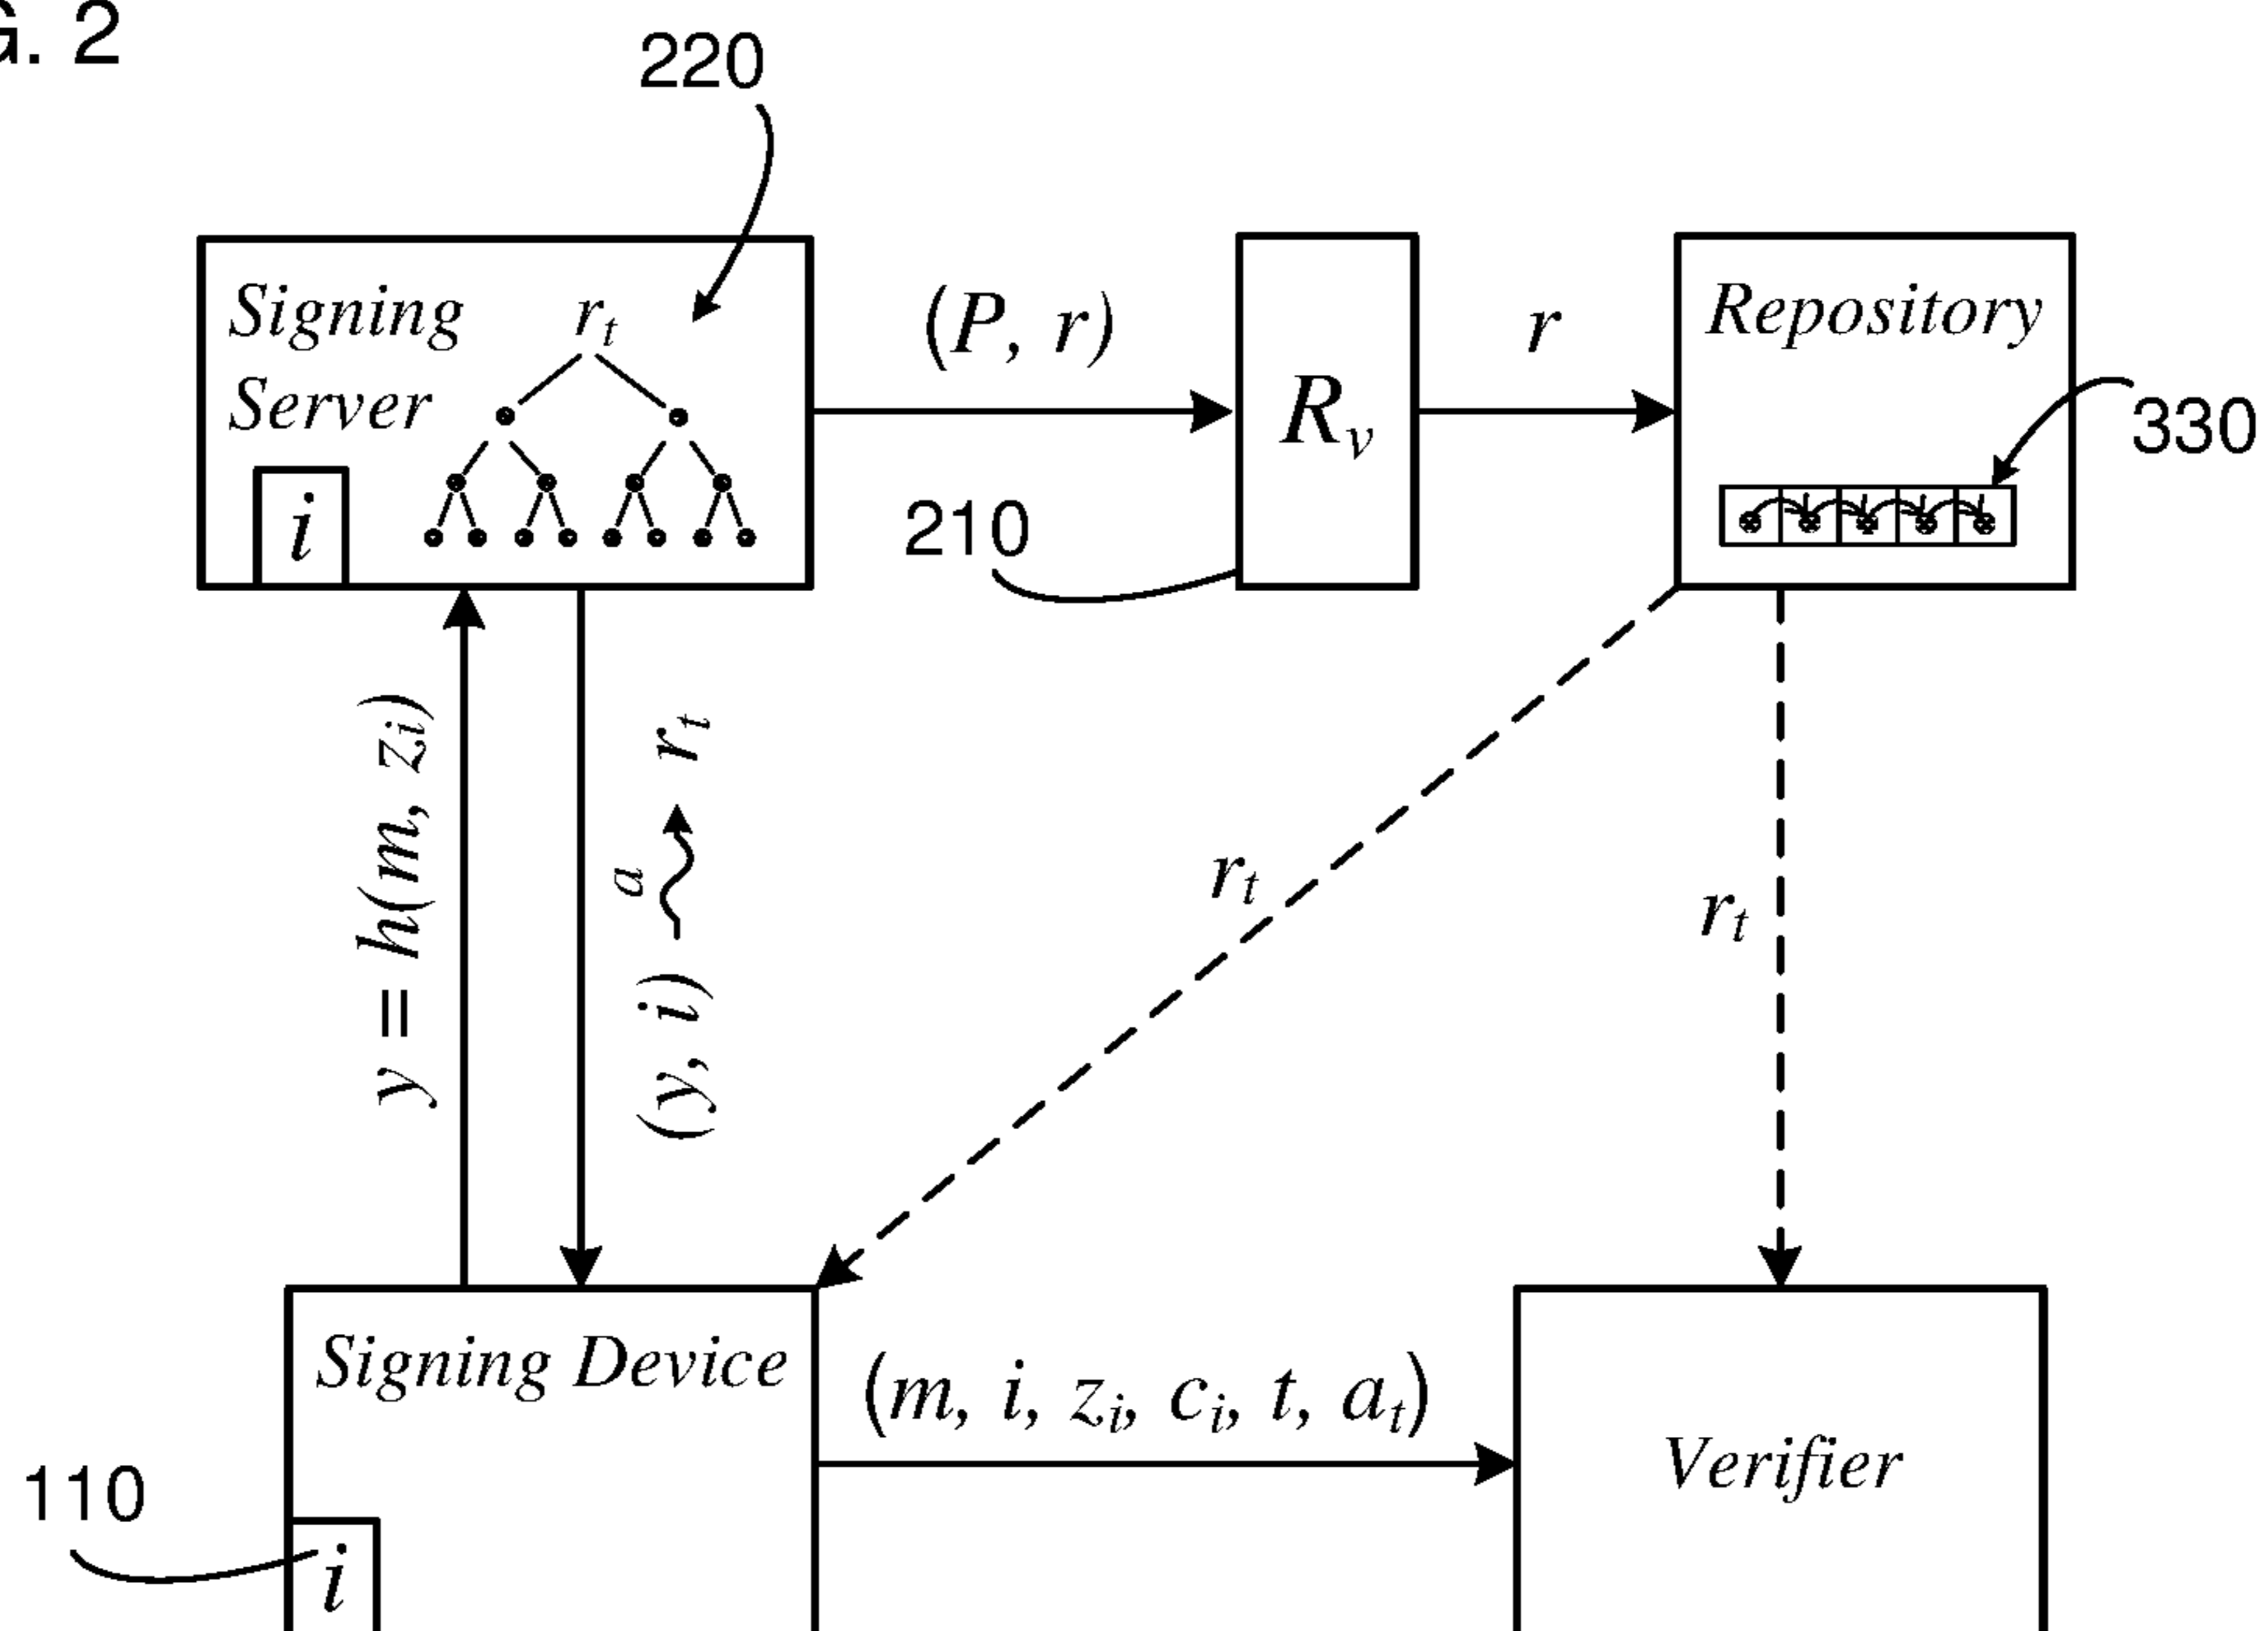 G. 2
220
Signing
Server
r_t
i
(P, r)
R_v
r
Repository
330
210
y = h(m, z_i)
(y, i) a r_t
r_t
r_t
Signing Device
(m, i, z_i, c_i, t, a_t)
Verifier
110
i